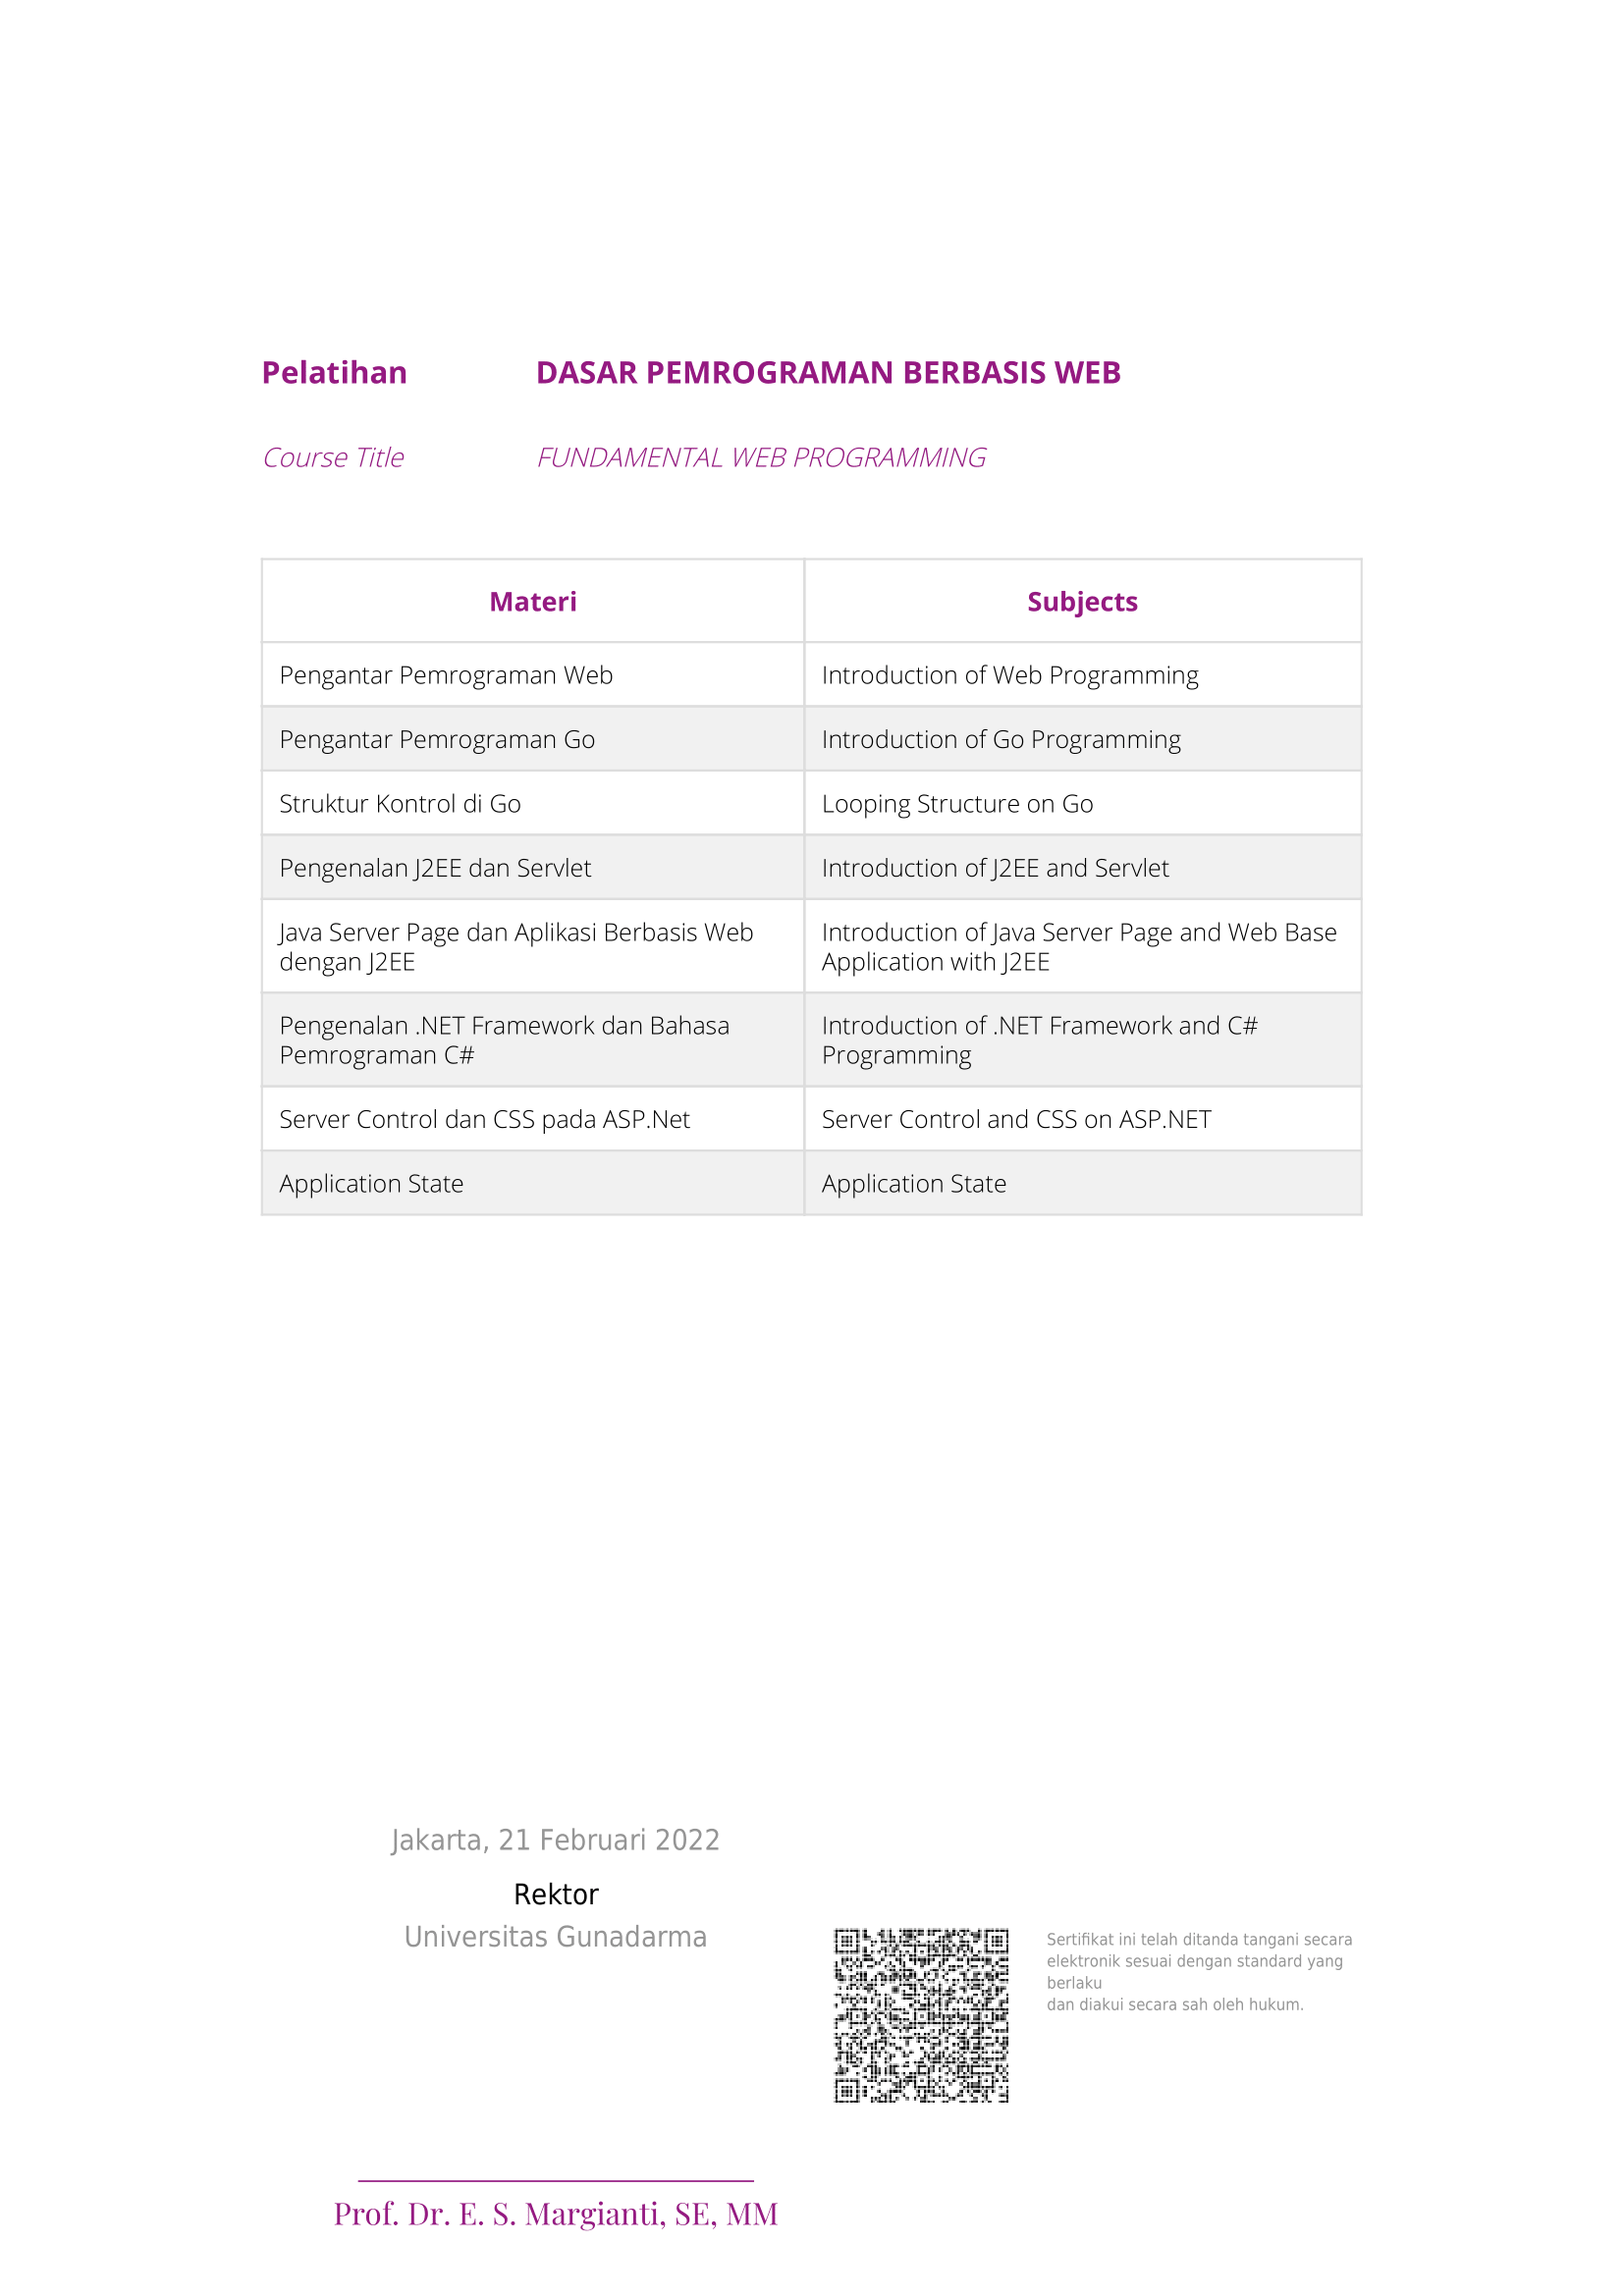 Pelatihan DASAR PEMROGRAMAN BERBASIS WEB
Course Title FUNDAMENTAL WEB PROGRAMMING
Materi Subjects
Pengantar Pemrograman Web Introduction of Web Programming
Pengantar Pemrograman Go Introduction of Go Programming
Struktur Kontrol di Go Looping Structure on Go
Pengenalan J2EE dan Servlet Introduction of J2EE and Servlet
Java Server Page dan Aplikasi Berbasis Web
dengan J2EE
Introduction of Java Server Page and Web Base
Application with J2EE
Pengenalan .NET Framework dan Bahasa
Pemrograman C#
Introduction of .NET Framework and C#
Programming
Server Control dan CSS pada ASP.Net Server Control and CSS on ASP.NET
Application State Application State
Jakarta, 21 Februari 2022
Rektor
Universitas Gunadarma
Sertifikat ini telah ditanda tangani secara
elektronik sesuai dengan standard yang
berlaku
dan diakui secara sah oleh hukum.
Prof. Dr. E. S. Margianti, SE, MM